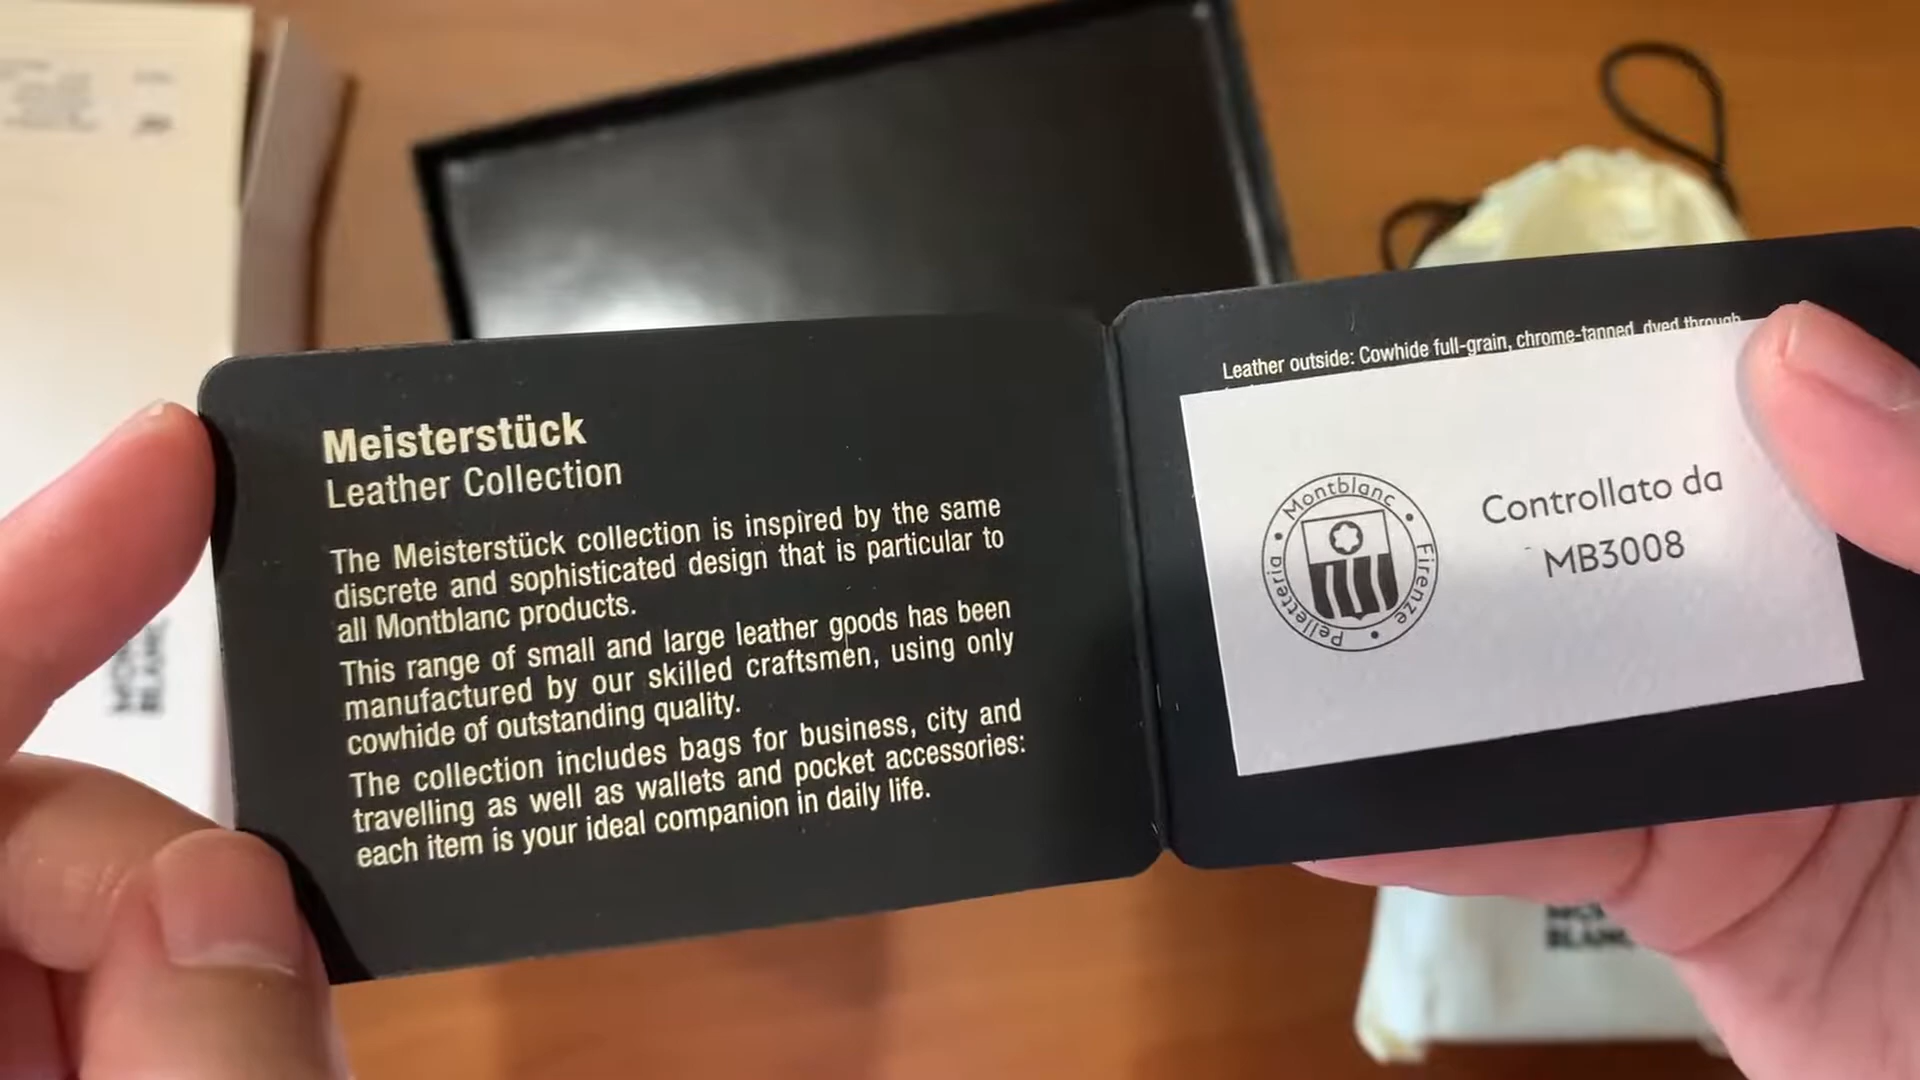 Meisterstück
Leather Collection
The Meisterstück collection is inspired by the same
discrete and sophisticated design that is particular to
all Montblanc products.
This range of small and large leather goods has been
manufactured by our skilled craftsmen, using only
cowhide of outstanding quality.
The collection includes bags for business, city and
travelling as well as wallets and pocket accessories:
each item is your ideal companion in daily life.
Leather outside: Cowhide full-grain, chrome-tanned, dyed through
Montblanc • Firenze • Pelletteria •
Controllato da
MB3008
MO
BLANC